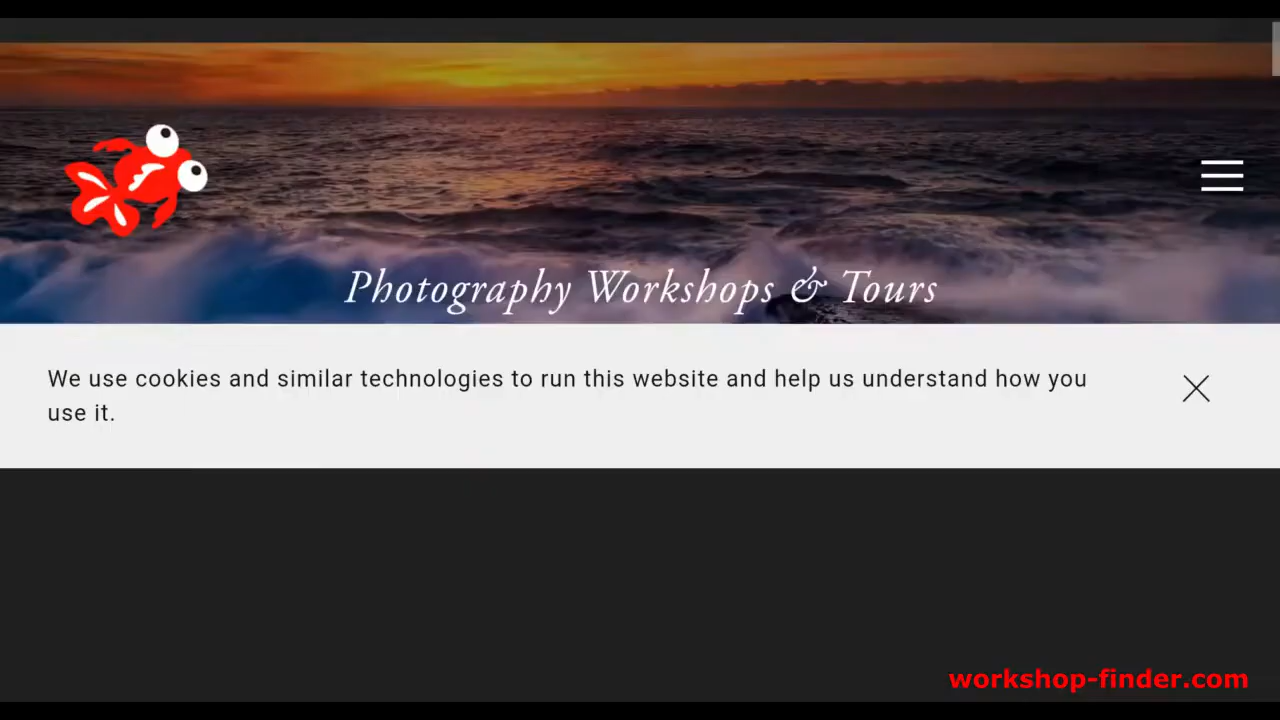 Photography Workshops & Tours
We use cookies and similar technologies to run this website and help us understand how you
use it.
workshop-finder.com